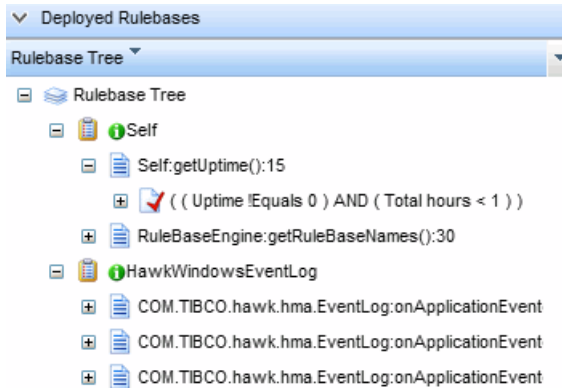 Deployed Rulebases
Rulebase Tree
Rulebase Tree
Self
Self:getUptime():15
( ( Uptime !Equals 0 ) AND ( Total hours < 1 ) )
RuleBaseEngine:getRuleBaseNames():30
HawkWindowsEventLog
COM.TIBCO.hawk.hma.EventLog:onApplicationEvent
COM.TIBCO.hawk.hma.EventLog:onApplicationEvent
COM.TIBCO.hawk.hma.EventLog:onApplicationEvent